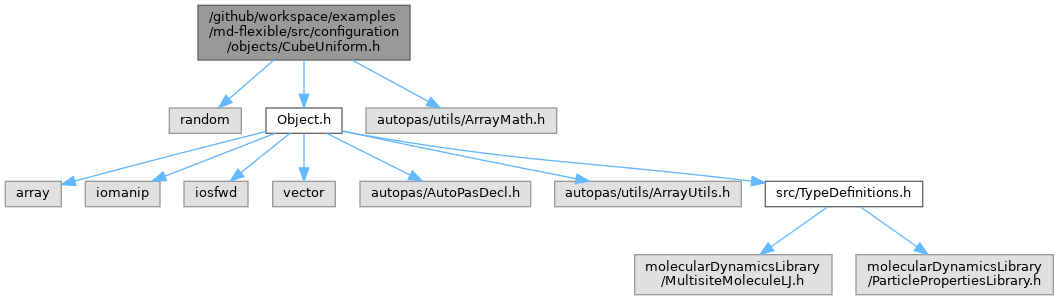 /github/workspace/examples
/md-flexible/src/configuration
/objects/CubeUniform.h
random
Object.h
autopas/utils/ArrayMath.h
array
iomanip
iosfwd
vector
autopas/AutoPasDecl.h
autopas/utils/ArrayUtils.h
src/TypeDefinitions.h
molecularDynamicsLibrary
/MultisiteMoleculeLJ.h
molecularDynamicsLibrary
/ParticlePropertiesLibrary.h